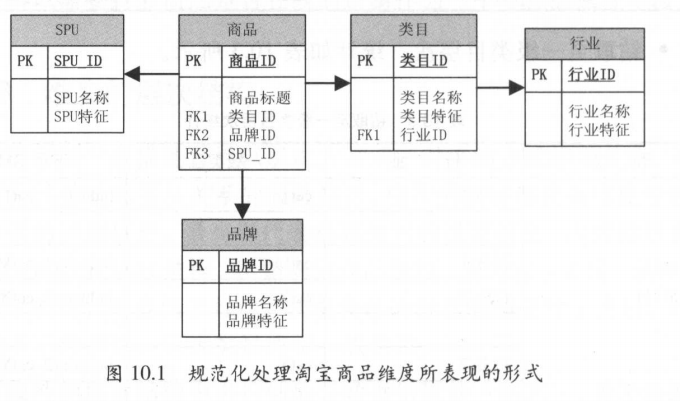 SPU
PK SPU_ID
SPU名称
SPU特征
商品
PK 商品ID
商品标题
FK1 类目ID
FK2 品牌ID
FK3 SPU_ID
类目
PK 类目ID
类目名称
类目特征
FK1 行业ID
行业
PK 行业ID
行业名称
行业特征
品牌
PK 品牌ID
品牌名称
品牌特征
图 10.1 规范化处理淘宝商品维度所表现的形式